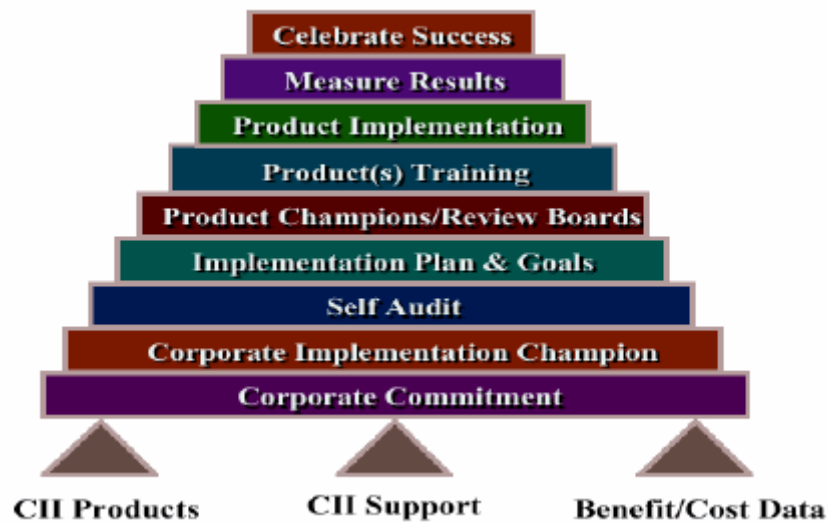 Celebrate Success
Measure Results
Product Implementation
Product(s) Training
Product Champions/Review Boards
Implementation Plan & Goals
Self Audit
Corporate Implementation Champion
Corporate Commitment
CII Products
CII Support
Benefit/Cost Data